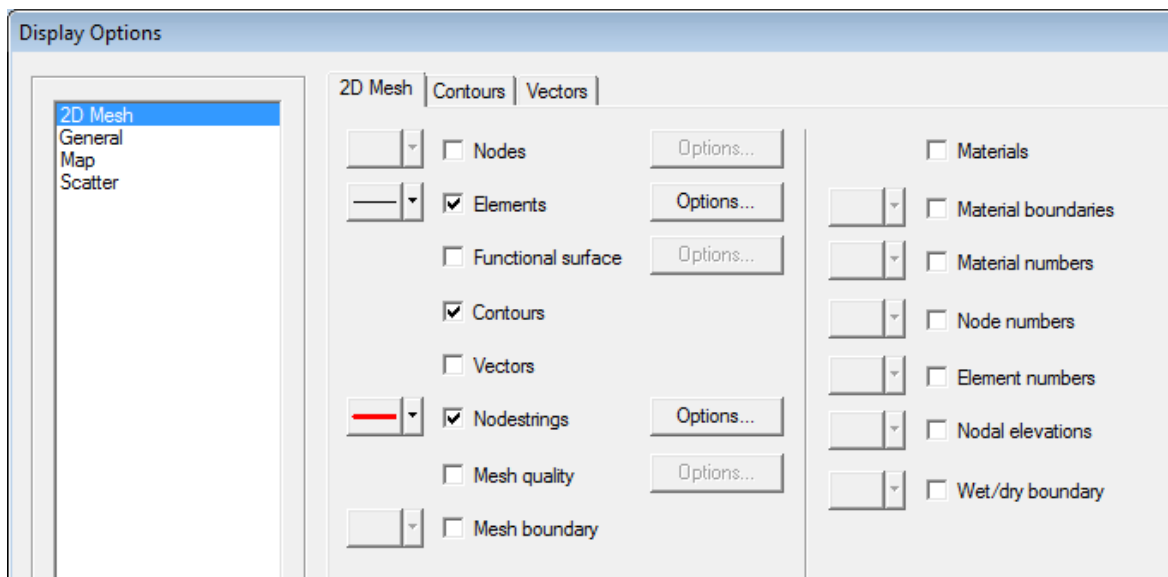 Display Options
2D Mesh
General
Map
Scatter
2D Mesh Contours Vectors
Nodes Options...
Elements Options...
Functional surface Options...
Contours
Vectors
Nodestrings Options...
Mesh quality Options...
Mesh boundary
Materials
Material boundaries
Material numbers
Node numbers
Element numbers
Nodal elevations
Wet/dry boundary